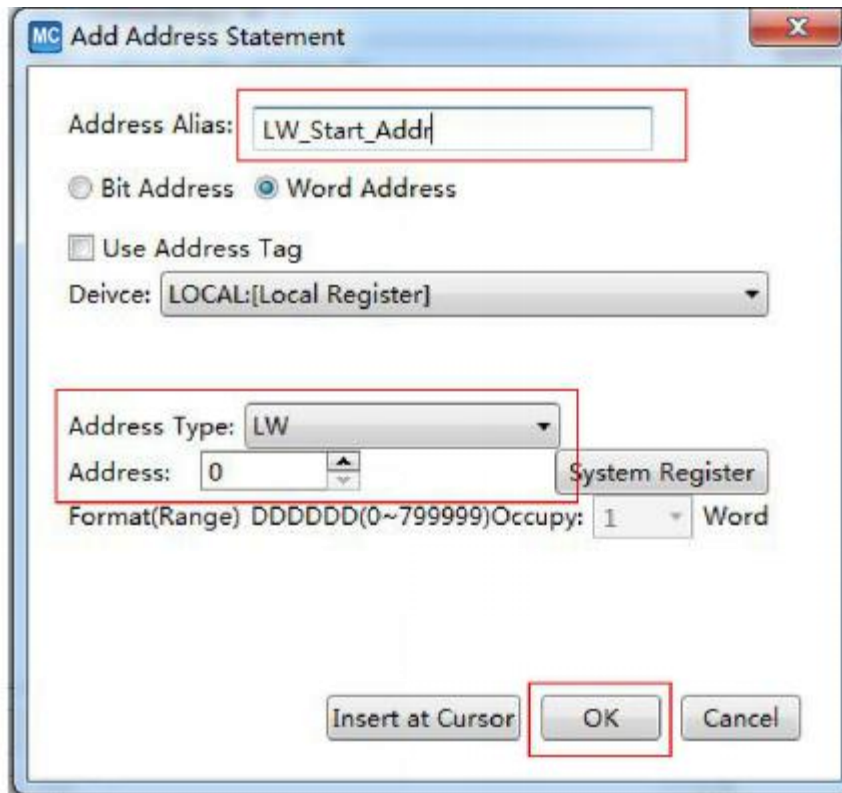 MC Add Address Statement
Address Alias: LW_Start_Addr
Bit Address Word Address
Use Address Tag
Deivce: LOCAL:[Local Register]
Address Type: LW
Address: 0 System Register
Format(Range) DDDDDD(0~799999)Occupy: 1 Word
Insert at Cursor OK Cancel